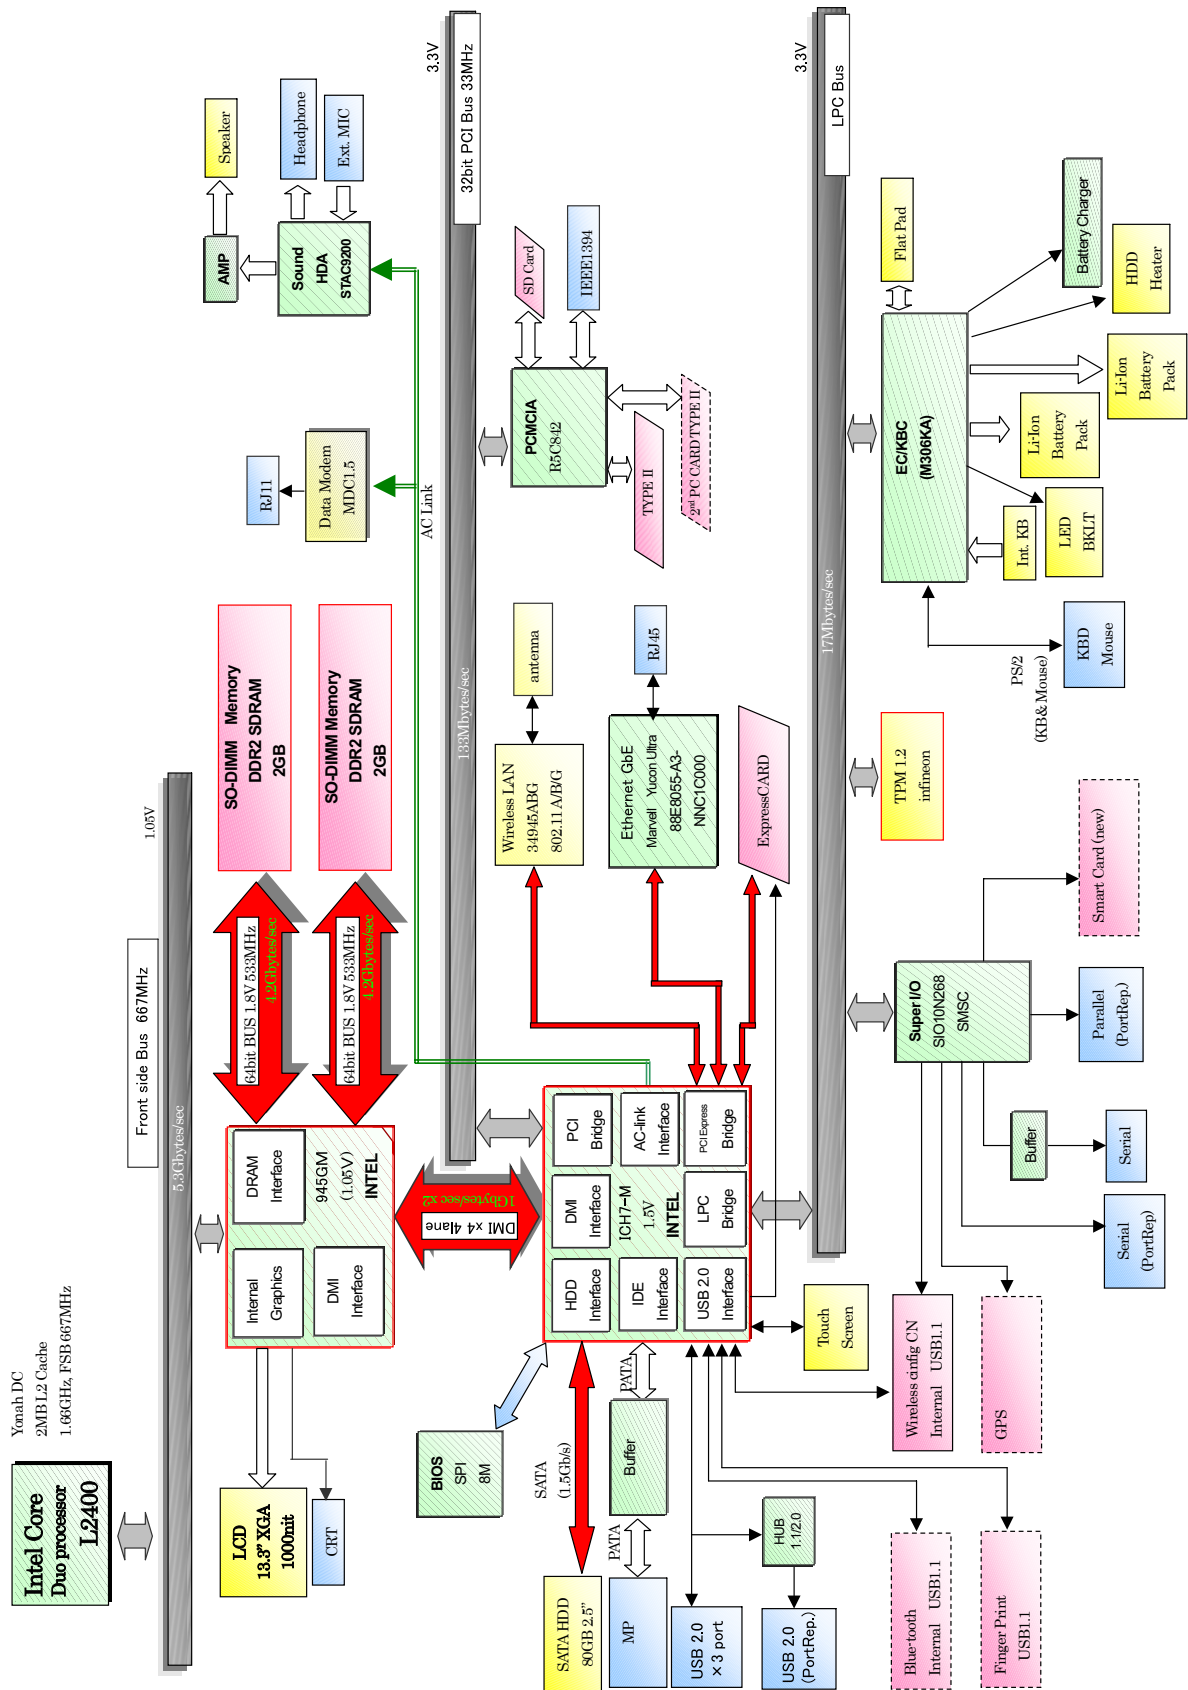 Intel Core
Duo processor
L2400
Yonah DC
2MB L2 Cache
1.66GHz, FSB 667MHz
Front side Bus  667MHz
1.05V
5.3Gbytes/sec
LCD
13.3" XGA
1000nit
CRT
Internal
Graphics
DRAM
Interface
DMI
Interface
945GM
(1.05V)
INTEL
64bit BUS 1.8V 533MHz
4.2Gbytes/sec
64bit BUS 1.8V 533MHz
4.2Gbytes/sec
SO-DIMM  Memory
DDR2 SDRAM
2GB
SO-DIMM Memory
DDR2 SDRAM
2GB
RJ11
Data Modem
MDC1.5
AC Link
Speaker
AMP
Headphone
Ext. MIC
Sound
HDA
STAC9200
DMI x4 4lane
1Gbytes/sec x2
32bit PCI Bus 33MHz
3.3V
133Mbytes/sec
BIOS
SPI
8M
SATA
(1.5Gb/s)
SATA HDD
80GB 2.5"
MP
PATA
Buffer
PATA
HDD
Interface
DMI
Interface
PCI
Bridge
IDE
Interface
ICH7-M
1.5V
INTEL
AC-link
Interface
USB 2.0
Interface
LPC
Bridge
PCI Express
Bridge
Wireless LAN
34945ABG
802.11 A/B/G
antenna
Ethernet GbE
Marvell  Yucon Ultra
88E8055-A3-
NNC1C000
RJ45
ExpressCARD
PCMCIA
R5C842
SD Card
IEEE1394
TYPE II
2nd PC CARD TYPE II
USB 2.0
× 3 port
HUB
1.1/2.0
USB 2.0
(PortRep.)
Touch
Screen
LPC Bus
3.3V
17Mbytes/sec
Blue-tooth
Internal  USB1.1
Finger Print
USB1.1
Wireless cinfig CN
Internal  USB1.1
GPS
Super I/O
SIO10N268
SMSC
Serial
(PortRep)
Buffer
Serial
Parallel
(PortRep.)
Smart Card (new)
TPM 1.2
infineon
EC/KBC
(M306KA)
Flat Pad
PS/2
(KB& Mouse)
KBD
Mouse
Int. KB
LED
BKLT
Li-Ion
Battery
Pack
Li-Ion
Battery
Pack
HDD
Heater
Battery Charger